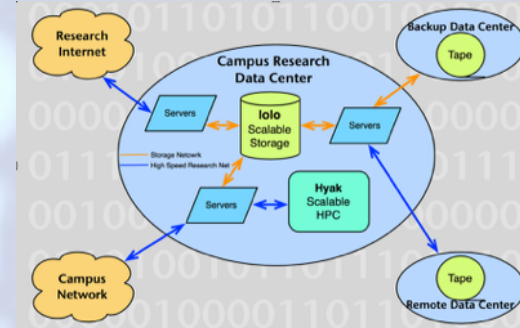 Research
Internet
Campus Research
Data Center
Backup Data Center
Tape
Servers
lolo
Scalable
Storage
Servers
Storage Netowrk
High Speed Research Net
Servers
Hyak
Scalable
HPC
Campus
Network
Tape
Remote Data Center